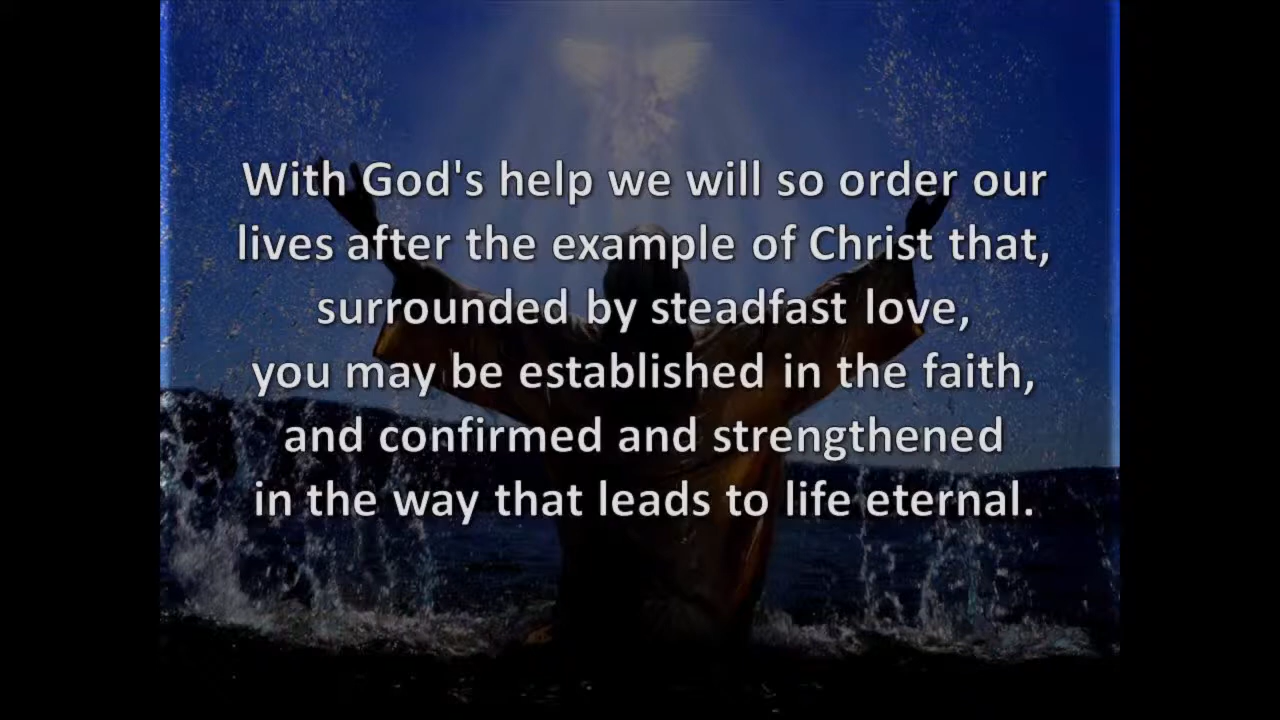 With God's help we will so order our
lives after the example of Christ that,
surrounded by steadfast love,
you may be established in the faith,
and confirmed and strengthened
in the way that leads to life eternal.